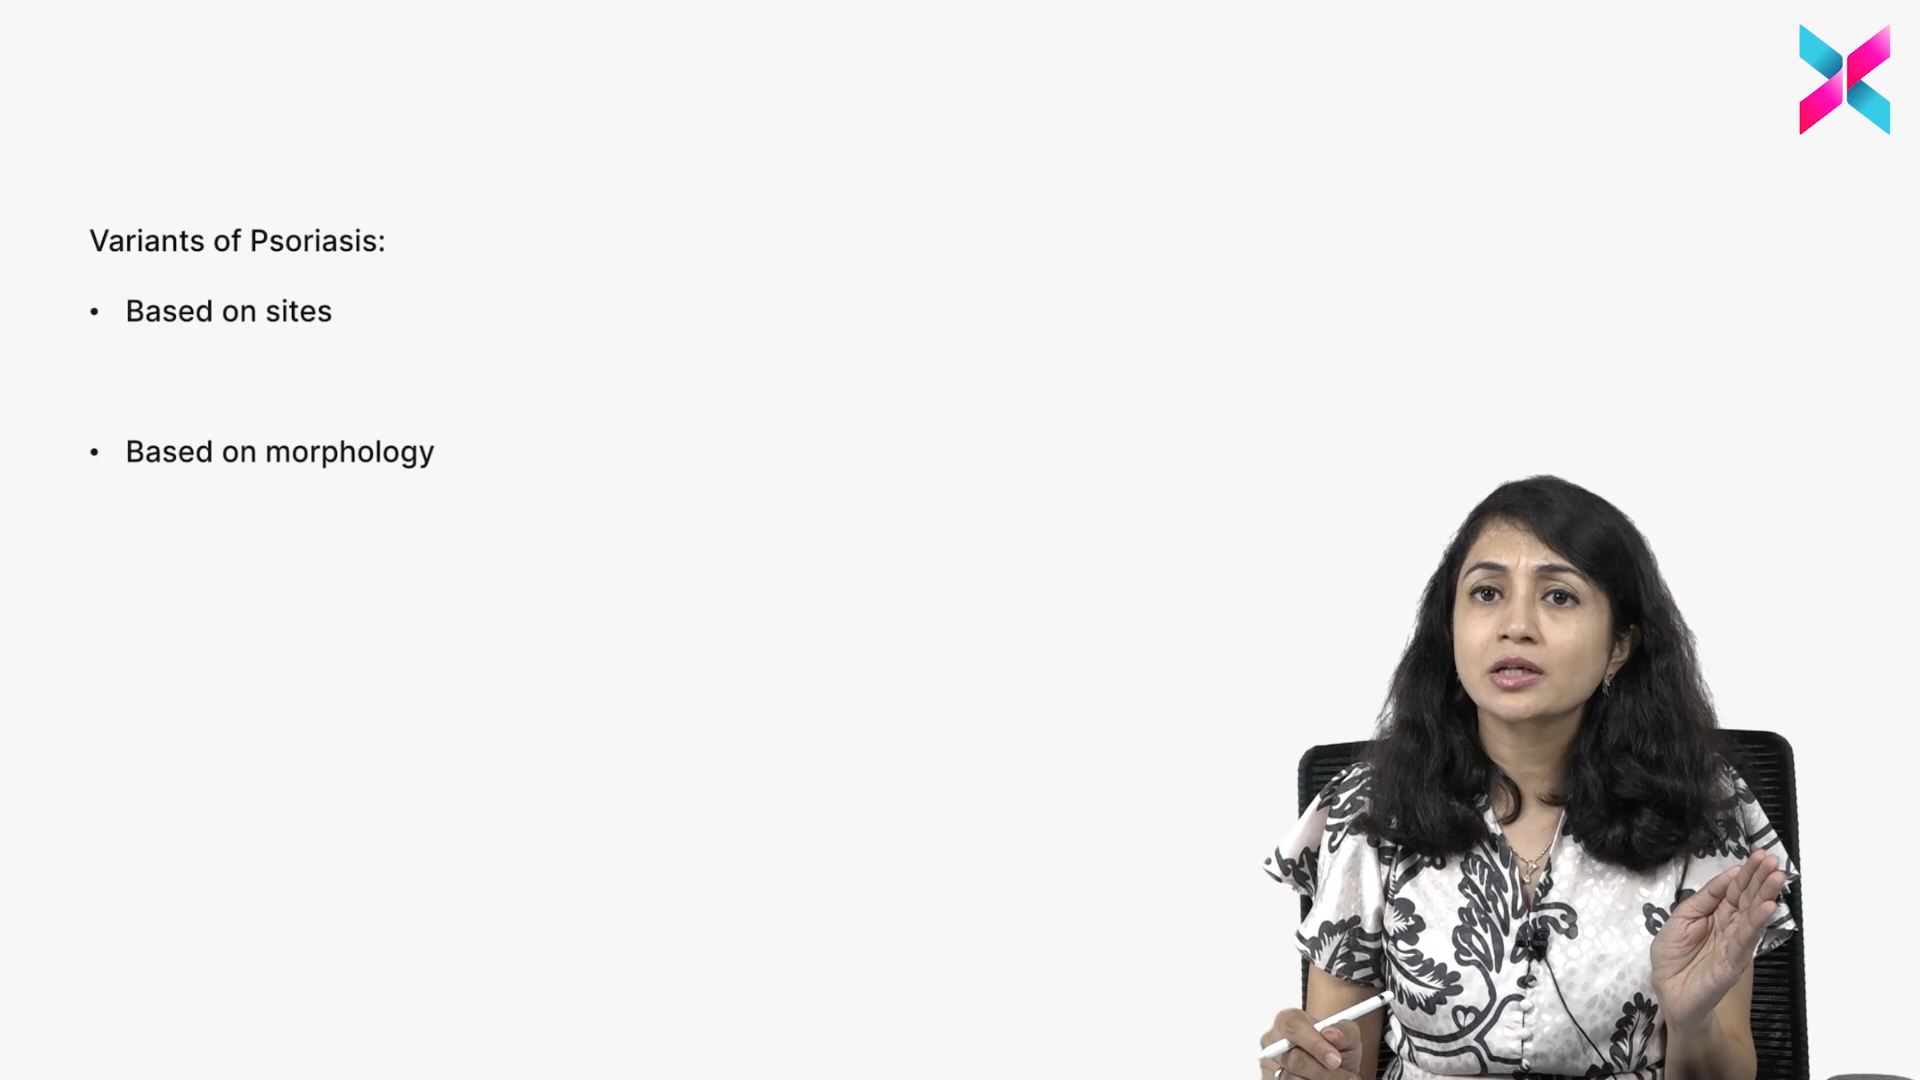 Variants of Psoriasis:
• Based on sites
• Based on morphology